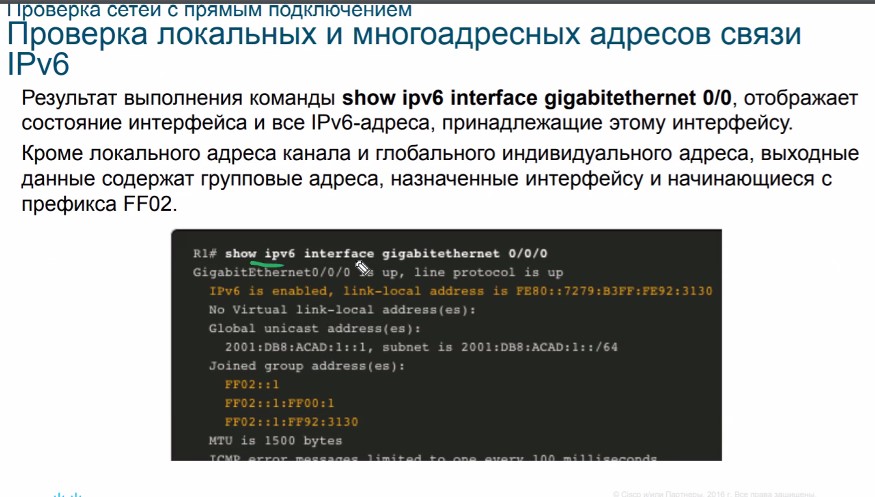 Проверка сетей с прямым подключением
Проверка локальных и многоадресных адресов связи
IPv6
Результат выполнения команды show ipv6 interface gigabitethernet 0/0, отображает
состояние интерфейса и все IPv6-адреса, принадлежащие этому интерфейсу.
Кроме локального адреса канала и глобального индивидуального адреса, выходные
данные содержат групповые адреса, назначенные интерфейсу и начинающиеся с
префикса FF02.
R1# show ipv6 interface gigabitethernet 0/0/0
GigabitEthernet0/0/0 is up, line protocol is up
IPv6 is enabled, link-local address is FE80::7279:B3FF:FE92:3130
No Virtual link-local address(es):
Global unicast address(es):
2001:DB8:ACAD:1::1, subnet is 2001:DB8:ACAD:1::/64
Joined group address(es):
FF02::1
FF02::1:FF00:1
FF02::1:FF92:3130
MTU is 1500 bytes
ICMP error messages limited to one every 100 milliseconds
© Cisco и/или Партнеры, 2016 г. Все права защищены.